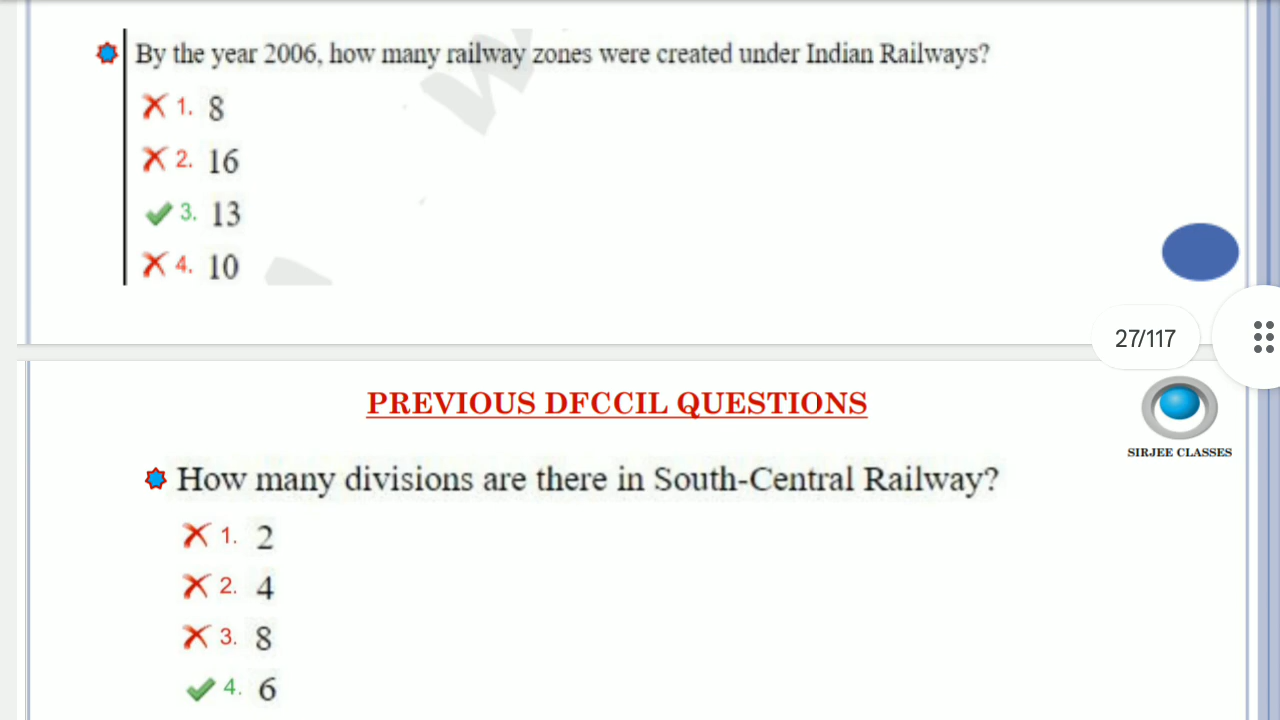 By the year 2006, how many railway zones were created under Indian Railways?
1. 8
2. 16
3. 13
4. 10
27/117
PREVIOUS DFCCIL QUESTIONS
SIRJEE CLASSES
How many divisions are there in South-Central Railway?
1. 2
2. 4
3. 8
4. 6